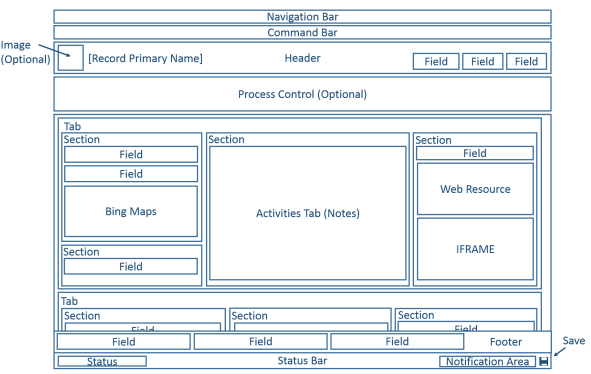 Navigation Bar
Command Bar
Image
(Optional)
[Record Primary Name]
Header
Field
Field
Field
Process Control (Optional)
Tab
Section
Field
Field
Bing Maps
Section
Field
Section
Activities Tab (Notes)
Section
Field
Web Resource
IFRAME
Tab
Section
Field
Section
Section
Field
Field
Field
Field
Footer
Save
Status
Status Bar
Notification Area